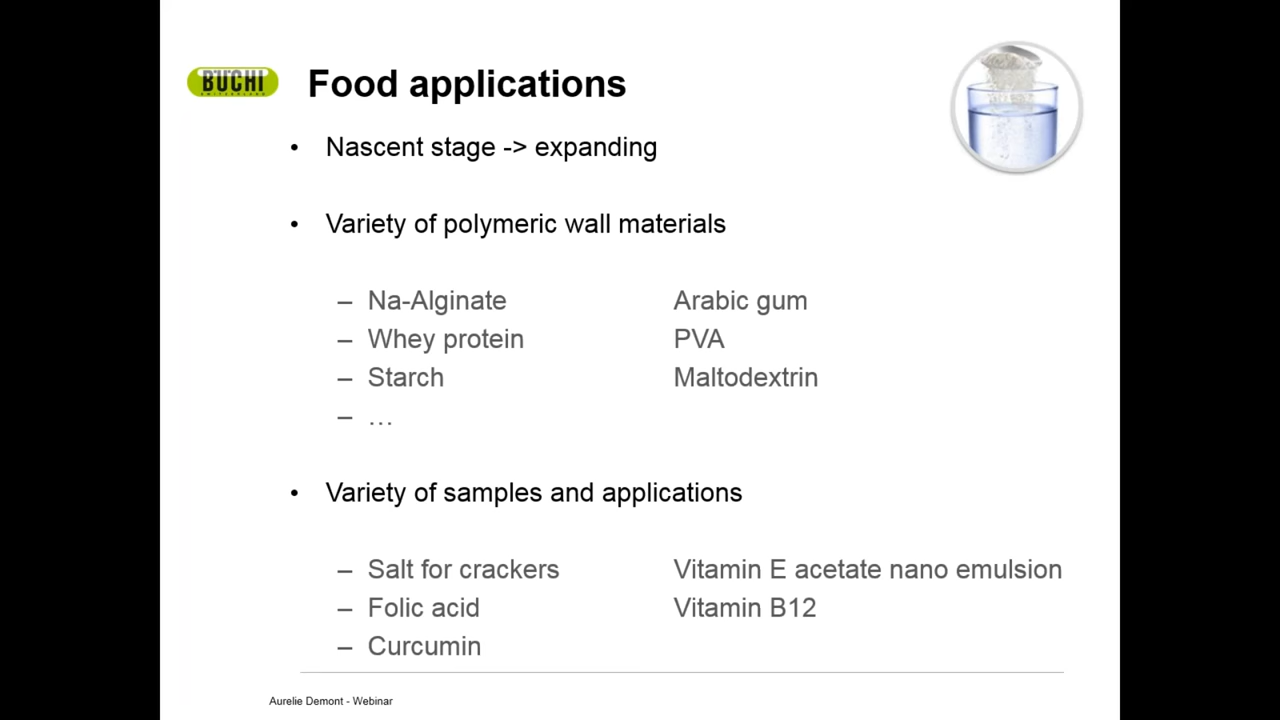 BÜCHI
SWITZERLAND
Food applications
• Nascent stage -> expanding
• Variety of polymeric wall materials
– Na-Alginate Arabic gum
– Whey protein PVA
– Starch Maltodextrin
– …
• Variety of samples and applications
– Salt for crackers Vitamin E acetate nano emulsion
– Folic acid Vitamin B12
– Curcumin
Aurelie Demont - Webinar